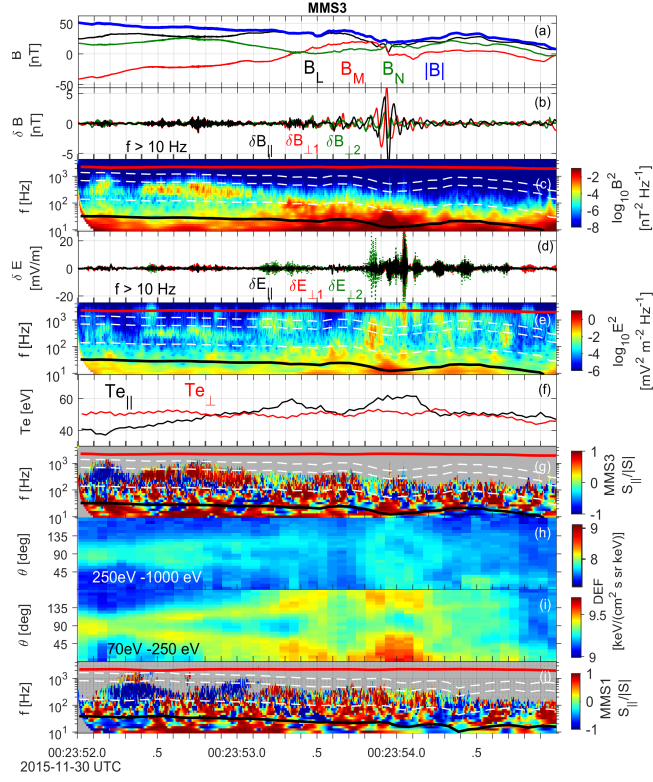 MMS3
50
0
-50
B
[nT]
(a)
B_L B_M B_N |B|
5
0
-5
δ B
[nT]
(b)
f > 10 Hz
δB_|| δB_⊥1 δB_⊥2
10^3
10^2
10^1
f [Hz]
(c)
-2
-4
-6
-8
log_10 B^2
[nT^2 Hz^-1]
20
0
-20
δ E
[mV/m]
(d)
f > 10 Hz
δE_|| δE_⊥1 δE_⊥2
10^3
10^2
10^1
f [Hz]
(e)
0
-2
-4
-6
log_10 E^2
[mV^2 m^-2 Hz^-1]
60
40
Te [eV]
(f)
Te_|| Te_⊥
10^3
10^2
10^1
f [Hz]
(g)
1
0
-1
MMS3
S_||/|S|
135
90
45
θ [deg]
(h)
250eV -1000 eV
9
8
135
90
45
θ [deg]
(i)
70eV -250 eV
9.5
9
DEF
[keV/(cm^2 s sr keV)]
10^3
10^2
10^1
f [Hz]
(j)
1
0
-1
MMS1
S_||/|S|
00:23:52.0 .5 00:23:53.0 .5 00:23:54.0 .5
2015-11-30 UTC